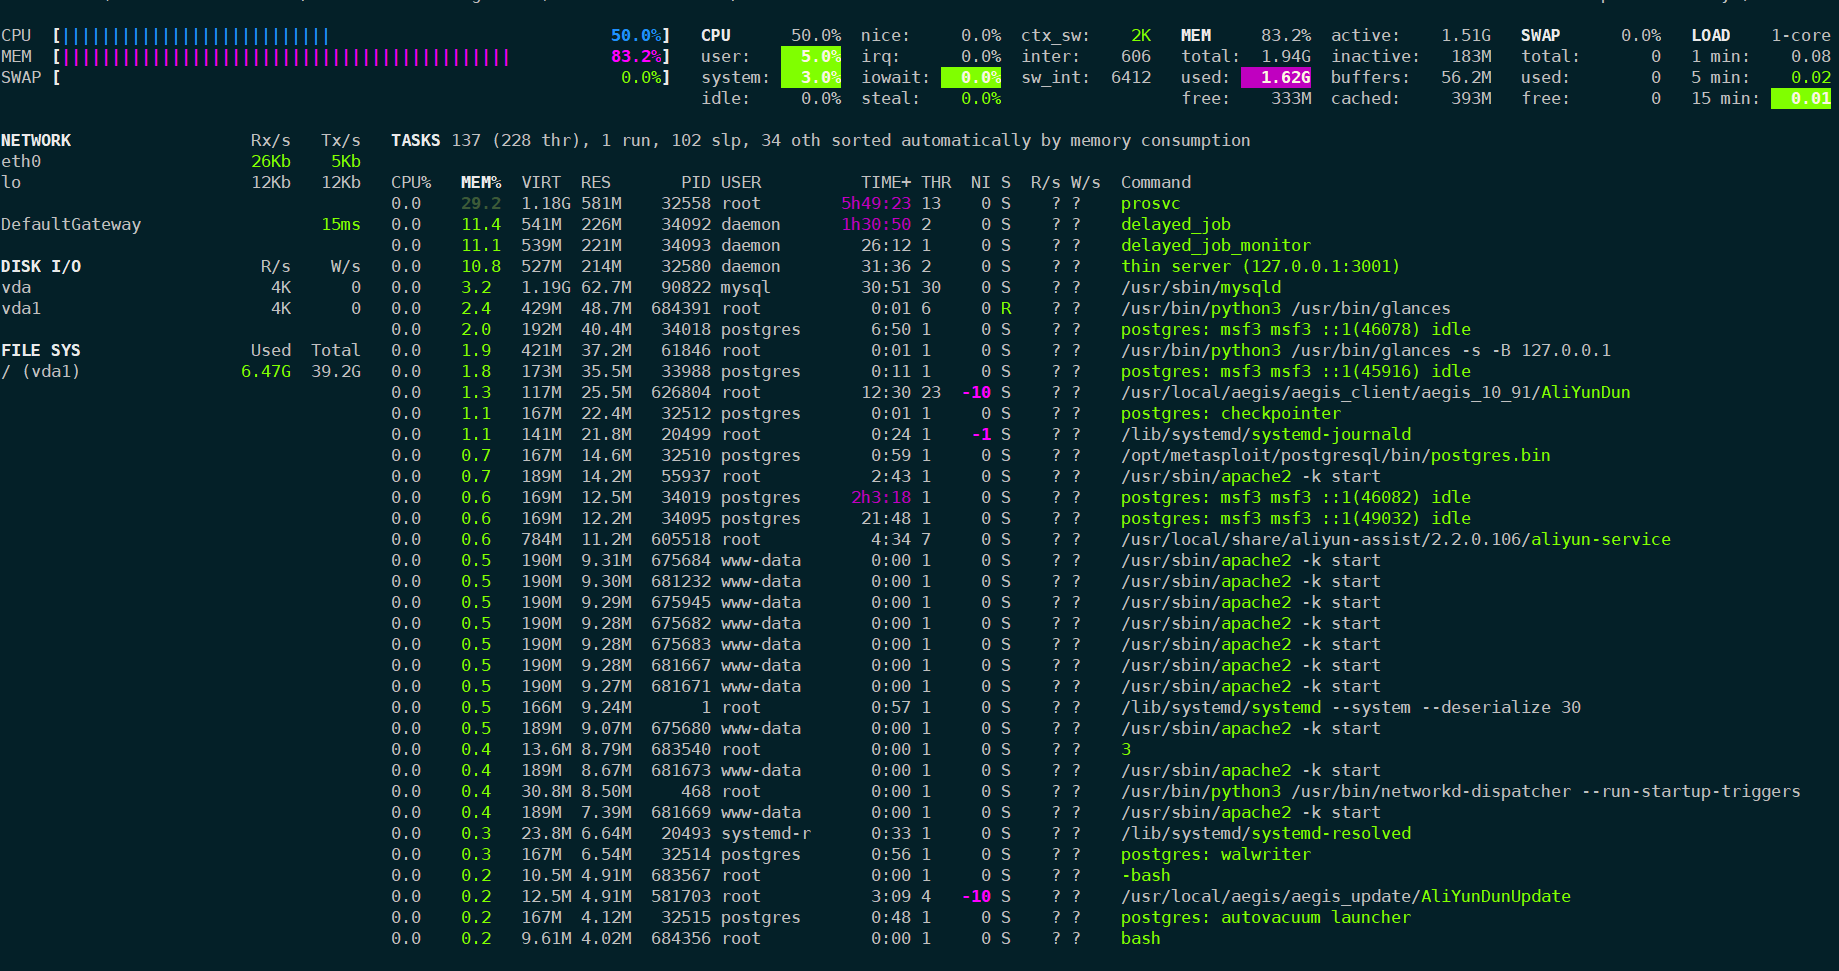 CPU [||||||||||||||||||||||||||| 50.0%] CPU 50.0% nice: 0.0% ctx_sw: 2K MEM 83.2% active: 1.51G SWAP 0.0% LOAD 1-core
MEM [||||||||||||||||||||||||||||||||||||||||||||| 83.2%] user: 5.0% irq: 0.0% inter: 606 total: 1.94G inactive: 183M total: 0 1 min: 0.08
SWAP [ 0.0%] system: 3.0% iowait: 0.0% sw_int: 6412 used: 1.62G buffers: 56.2M used: 0 5 min: 0.02
idle: 0.0% steal: 0.0% free: 333M cached: 393M free: 0 15 min: 0.01
NETWORK Rx/s Tx/s TASKS 137 (228 thr), 1 run, 102 slp, 34 oth sorted automatically by memory consumption
eth0 26Kb 5Kb
lo 12Kb 12Kb CPU% MEM% VIRT RES PID USER TIME+ THR NI S R/s W/s Command
0.0 29.2 1.18G 581M 32558 root 5h49:23 13 0 S ? ? prosvc
DefaultGateway 15ms 0.0 11.4 541M 226M 34092 daemon 1h30:50 2 0 S ? ? delayed_job
0.0 11.1 539M 221M 34093 daemon 26:12 1 0 S ? ? delayed_job_monitor
DISK I/O R/s W/s 0.0 10.8 527M 214M 32580 daemon 31:36 2 0 S ? ? thin server (127.0.0.1:3001)
vda 4K 0 0.0 3.2 1.19G 62.7M 90822 mysql 30:51 30 0 S ? ? /usr/sbin/mysqld
vda1 4K 0 0.0 2.4 429M 48.7M 684391 root 0:01 6 0 R ? ? /usr/bin/python3 /usr/bin/glances
0.0 2.0 192M 40.4M 34018 postgres 6:50 1 0 S ? ? postgres: msf3 msf3 ::1(46078) idle
FILE SYS Used Total 0.0 1.9 421M 37.2M 61846 root 0:01 1 0 S ? ? /usr/bin/python3 /usr/bin/glances -s -B 127.0.0.1
/ (vda1) 6.47G 39.2G 0.0 1.8 173M 35.5M 33988 postgres 0:11 1 0 S ? ? postgres: msf3 msf3 ::1(45916) idle
0.0 1.3 117M 25.5M 626804 root 12:30 23 -10 S ? ? /usr/local/aegis/aegis_client/aegis_10_91/AliYunDun
0.0 1.1 167M 22.4M 32512 postgres 0:01 1 0 S ? ? postgres: checkpointer
0.0 1.1 141M 21.8M 20499 root 0:24 1 -1 S ? ? /lib/systemd/systemd-journald
0.0 0.7 167M 14.6M 32510 postgres 0:59 1 0 S ? ? /opt/metasploit/postgresql/bin/postgres.bin
0.0 0.7 189M 14.2M 55937 root 2:43 1 0 S ? ? /usr/sbin/apache2 -k start
0.0 0.6 169M 12.5M 34019 postgres 2h3:18 1 0 S ? ? postgres: msf3 msf3 ::1(46082) idle
0.0 0.6 169M 12.2M 34095 postgres 21:48 1 0 S ? ? postgres: msf3 msf3 ::1(49032) idle
0.0 0.6 784M 11.2M 605518 root 4:34 7 0 S ? ? /usr/local/share/aliyun-assist/2.2.0.106/aliyun-service
0.0 0.5 190M 9.31M 675684 www-data 0:00 1 0 S ? ? /usr/sbin/apache2 -k start
0.0 0.5 190M 9.30M 681232 www-data 0:00 1 0 S ? ? /usr/sbin/apache2 -k start
0.0 0.5 190M 9.29M 675945 www-data 0:00 1 0 S ? ? /usr/sbin/apache2 -k start
0.0 0.5 190M 9.28M 675682 www-data 0:00 1 0 S ? ? /usr/sbin/apache2 -k start
0.0 0.5 190M 9.28M 675683 www-data 0:00 1 0 S ? ? /usr/sbin/apache2 -k start
0.0 0.5 190M 9.28M 681667 www-data 0:00 1 0 S ? ? /usr/sbin/apache2 -k start
0.0 0.5 190M 9.27M 681671 www-data 0:00 1 0 S ? ? /usr/sbin/apache2 -k start
0.0 0.5 166M 9.24M 1 root 0:57 1 0 S ? ? /lib/systemd/systemd --system --deserialize 30
0.0 0.5 189M 9.07M 675680 www-data 0:00 1 0 S ? ? /usr/sbin/apache2 -k start
0.0 0.4 13.6M 8.79M 683540 root 0:00 1 0 S ? ? 3
0.0 0.4 189M 8.67M 681673 www-data 0:00 1 0 S ? ? /usr/sbin/apache2 -k start
0.0 0.4 30.8M 8.50M 468 root 0:00 1 0 S ? ? /usr/bin/python3 /usr/bin/networkd-dispatcher --run-startup-triggers
0.0 0.4 189M 7.39M 681669 www-data 0:00 1 0 S ? ? /usr/sbin/apache2 -k start
0.0 0.3 23.8M 6.64M 20493 systemd-r 0:33 1 0 S ? ? /lib/systemd/systemd-resolved
0.0 0.3 167M 6.54M 32514 postgres 0:56 1 0 S ? ? postgres: walwriter
0.0 0.2 10.5M 4.91M 683567 root 0:00 1 0 S ? ? -bash
0.0 0.2 12.5M 4.91M 581703 root 3:09 4 -10 S ? ? /usr/local/aegis/aegis_update/AliYunDunUpdate
0.0 0.2 167M 4.12M 32515 postgres 0:48 1 0 S ? ? postgres: autovacuum launcher
0.0 0.2 9.61M 4.02M 684356 root 0:00 1 0 S ? ? bash